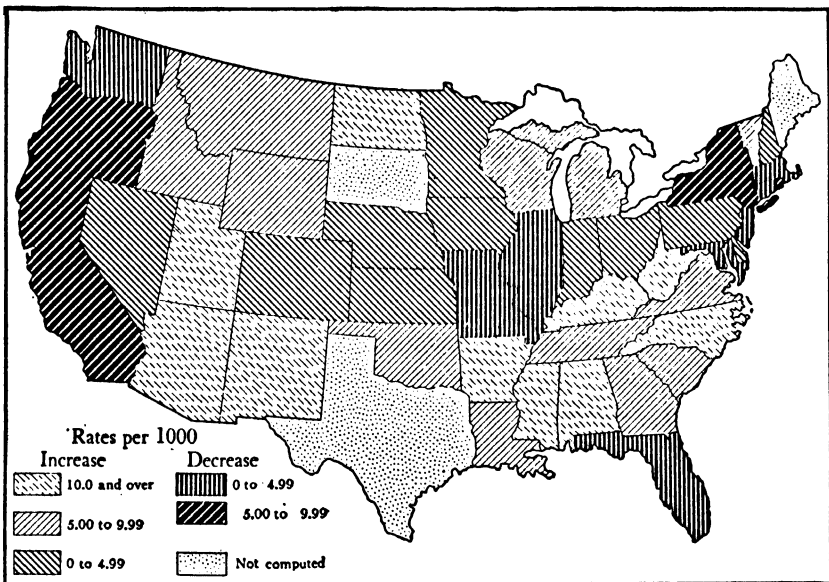 Rates per 1000
Increase
Decrease
10.0 and over
5.00 to 9.99
0 to 4.99
0 to 4.99
5.00 to 9.99
Not computed